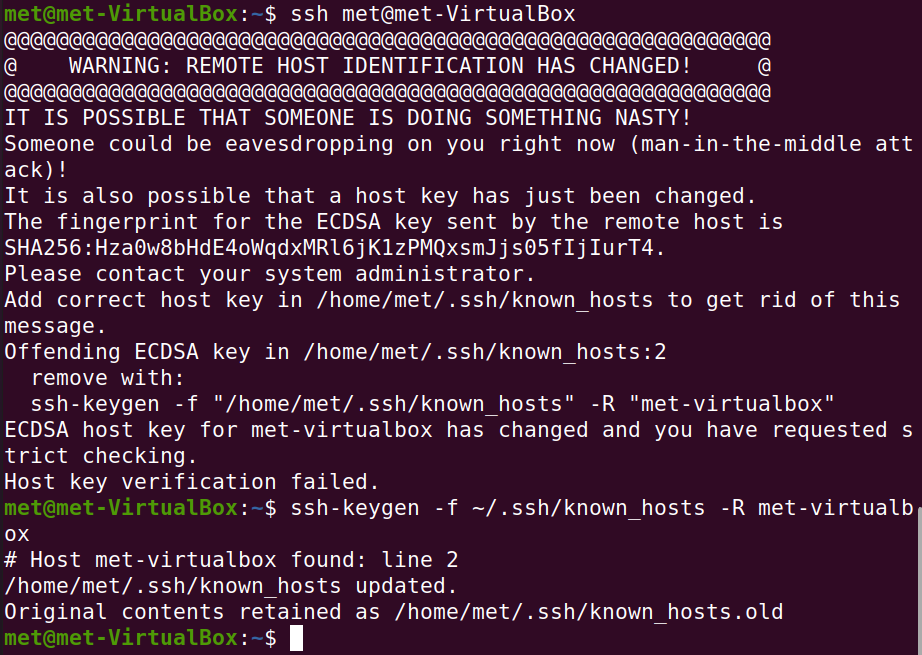 met@met-VirtualBox:~$ ssh met@met-VirtualBox
@@@@@@@@@@@@@@@@@@@@@@@@@@@@@@@@@@@@@@@@@@@@@@@@@@@@@@@@@@@
@    WARNING: REMOTE HOST IDENTIFICATION HAS CHANGED!     @
@@@@@@@@@@@@@@@@@@@@@@@@@@@@@@@@@@@@@@@@@@@@@@@@@@@@@@@@@@@
IT IS POSSIBLE THAT SOMEONE IS DOING SOMETHING NASTY!
Someone could be eavesdropping on you right now (man-in-the-middle att
ack)!
It is also possible that a host key has just been changed.
The fingerprint for the ECDSA key sent by the remote host is
SHA256:Hza0w8bHdE4oWqdxMRl6jK1zPMQxsmJjs05fIjIurT4.
Please contact your system administrator.
Add correct host key in /home/met/.ssh/known_hosts to get rid of this
message.
Offending ECDSA key in /home/met/.ssh/known_hosts:2
  remove with:
  ssh-keygen -f "/home/met/.ssh/known_hosts" -R "met-virtualbox"
ECDSA host key for met-virtualbox has changed and you have requested s
trict checking.
Host key verification failed.
met@met-VirtualBox:~$ ssh-keygen -f ~/.ssh/known_hosts -R met-virtualb
ox
# Host met-virtualbox found: line 2
/home/met/.ssh/known_hosts updated.
Original contents retained as /home/met/.ssh/known_hosts.old
met@met-VirtualBox:~$